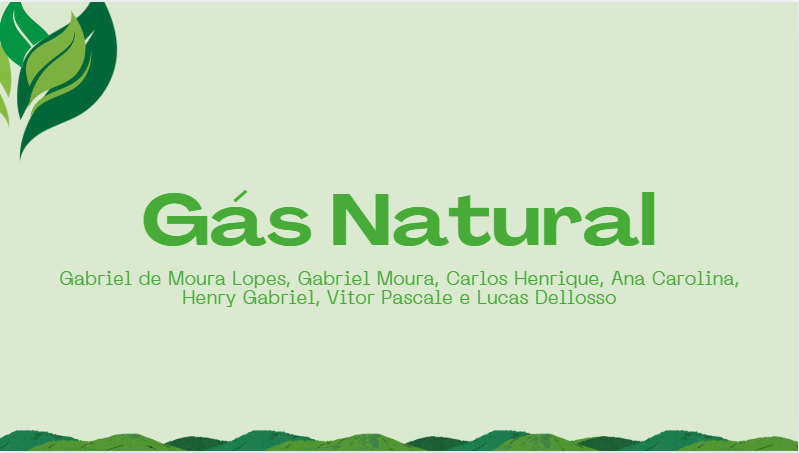 Gás Natural
Gabriel de Moura Lopes, Gabriel Moura, Carlos Henrique, Ana Carolina,
Henry Gabriel, Vitor Pascale e Lucas Dellosso